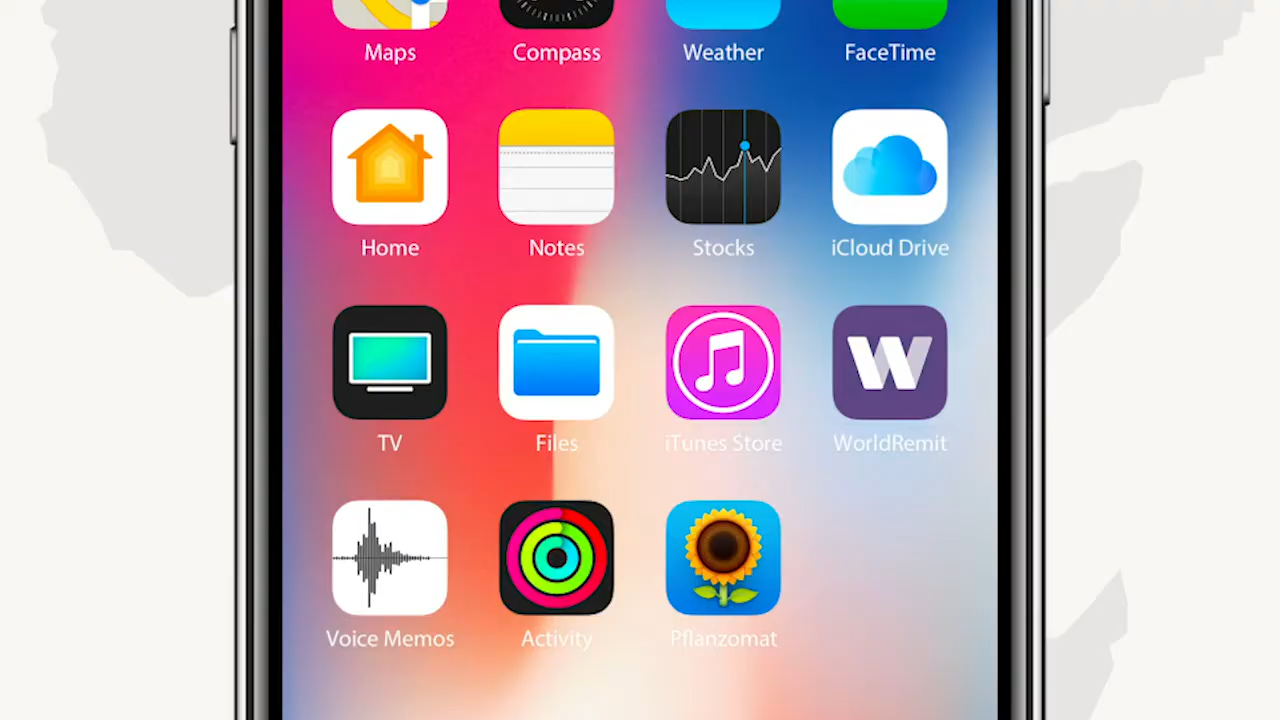 Maps Compass Weather FaceTime
Home Notes Stocks iCloud Drive
TV Files iTunes Store WorldRemit
Voice Memos Activity Pflanzomat